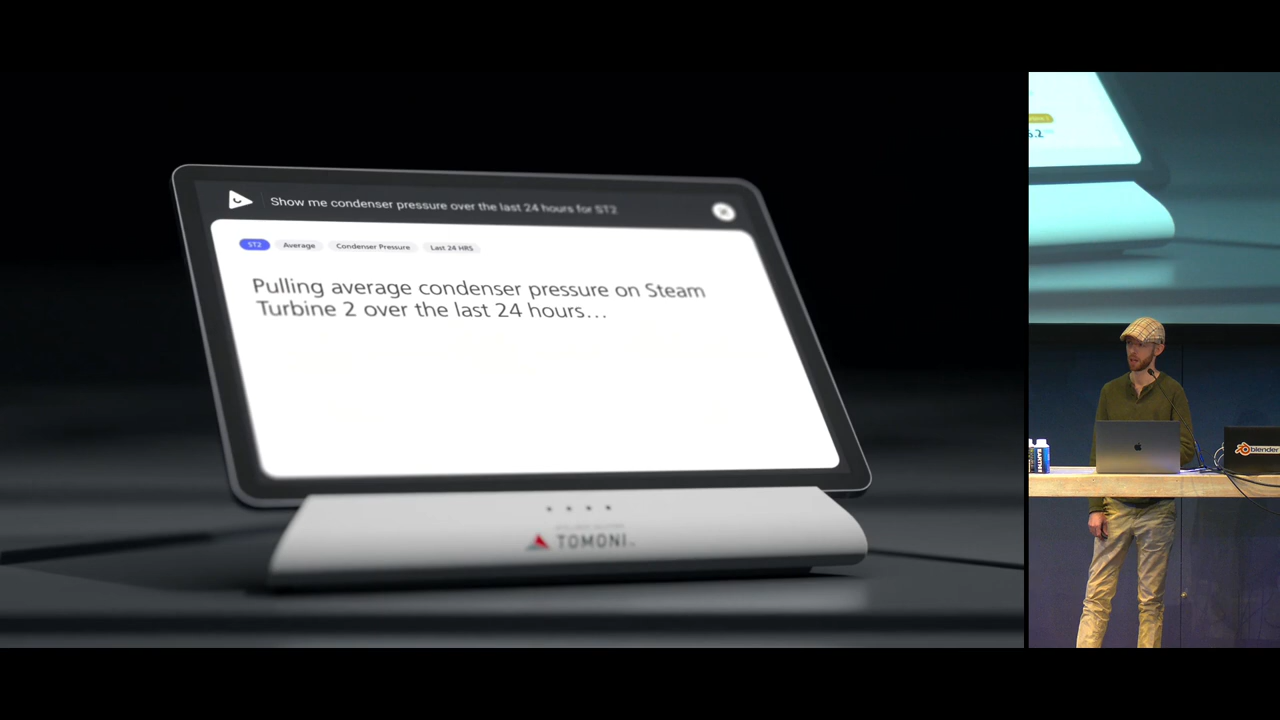 Show me condenser pressure over the last 24 hours for ST2
ST2 Average Condenser Pressure Last 24 HRS
Pulling average condenser pressure on Steam
Turbine 2 over the last 24 hours…
TOMONI
blender